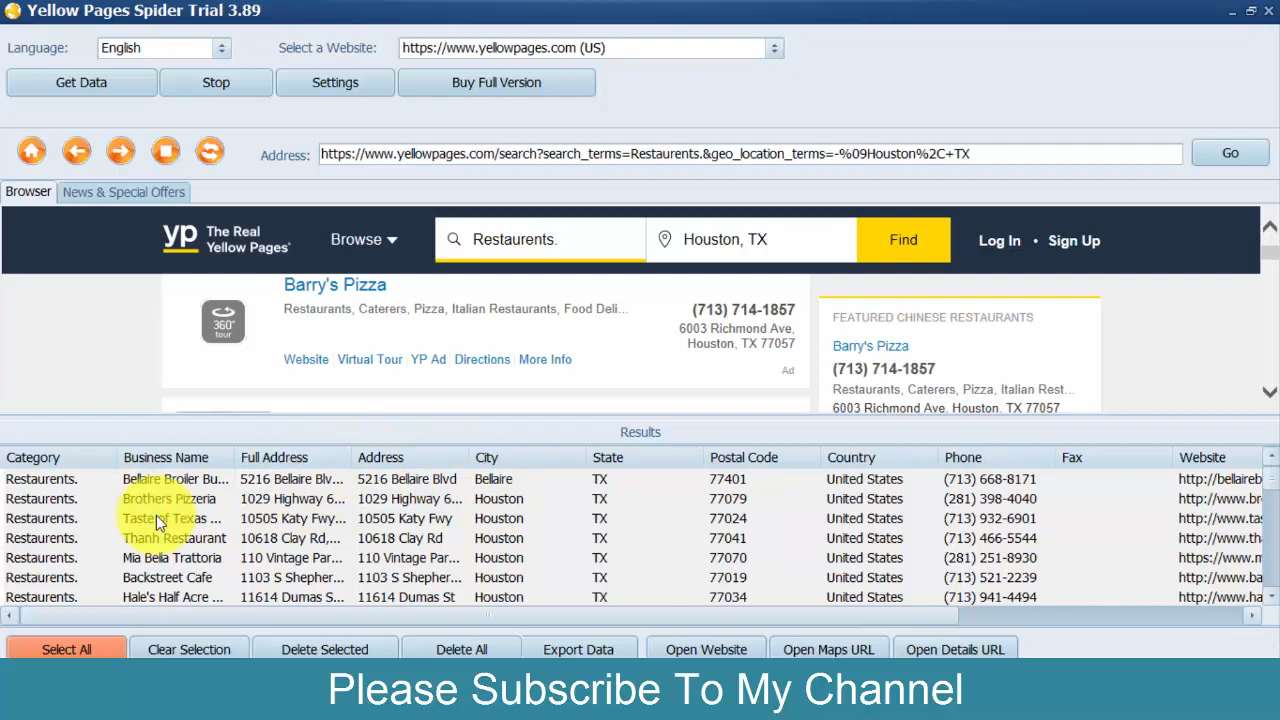 Yellow Pages Spider Trial 3.89
Language: English Select a Website: https://www.yellowpages.com (US)
Get Data Stop Settings Buy Full Version
Address: https://www.yellowpages.com/search?search_terms=Restaurents.&geo_location_terms=-%09Houston%2C+TX Go
Browser News & Special Offers
yp The Real Yellow Pages® Browse Restaurents. Houston, TX Find Log In • Sign Up
Barry's Pizza
Restaurants, Caterers, Pizza, Italian Restaurants, Food Deli...
(713) 714-1857
6003 Richmond Ave,
Houston, TX 77057
360°
tour
Website Virtual Tour YP Ad Directions More Info
Ad
FEATURED CHINESE RESTAURANTS
Barry's Pizza
(713) 714-1857
Restaurants, Caterers, Pizza, Italian Rest...
6003 Richmond Ave, Houston, TX 77057
Results
Category Business Name Full Address Address City State Postal Code Country Phone Fax Website
Restaurents. Bellaire Broiler Bu... 5216 Bellaire Blv... 5216 Bellaire Blvd Bellaire TX 77401 United States (713) 668-8171 http://bellaireb
Restaurents. Brothers Pizzeria 1029 Highway 6... 1029 Highway 6... Houston TX 77079 United States (281) 398-4040 http://www.br
Restaurents. Taste of Texas ... 10505 Katy Fwy... 10505 Katy Fwy Houston TX 77024 United States (713) 932-6901 http://www.tas
Restaurents. Thanh Restaurant 10618 Clay Rd,... 10618 Clay Rd Houston TX 77041 United States (713) 466-5544 http://www.tha
Restaurents. Mia Bella Trattoria 110 Vintage Par... 110 Vintage Par... Houston TX 77070 United States (281) 251-8930 https://www.m
Restaurents. Backstreet Cafe 1103 S Shepher... 1103 S Shepher... Houston TX 77019 United States (713) 521-2239 http://www.ba
Restaurents. Hale's Half Acre ... 11614 Dumas S... 11614 Dumas St Houston TX 77034 United States (713) 941-4494 http://www.ha
Select All Clear Selection Delete Selected Delete All Export Data Open Website Open Maps URL Open Details URL
Please Subscribe To My Channel